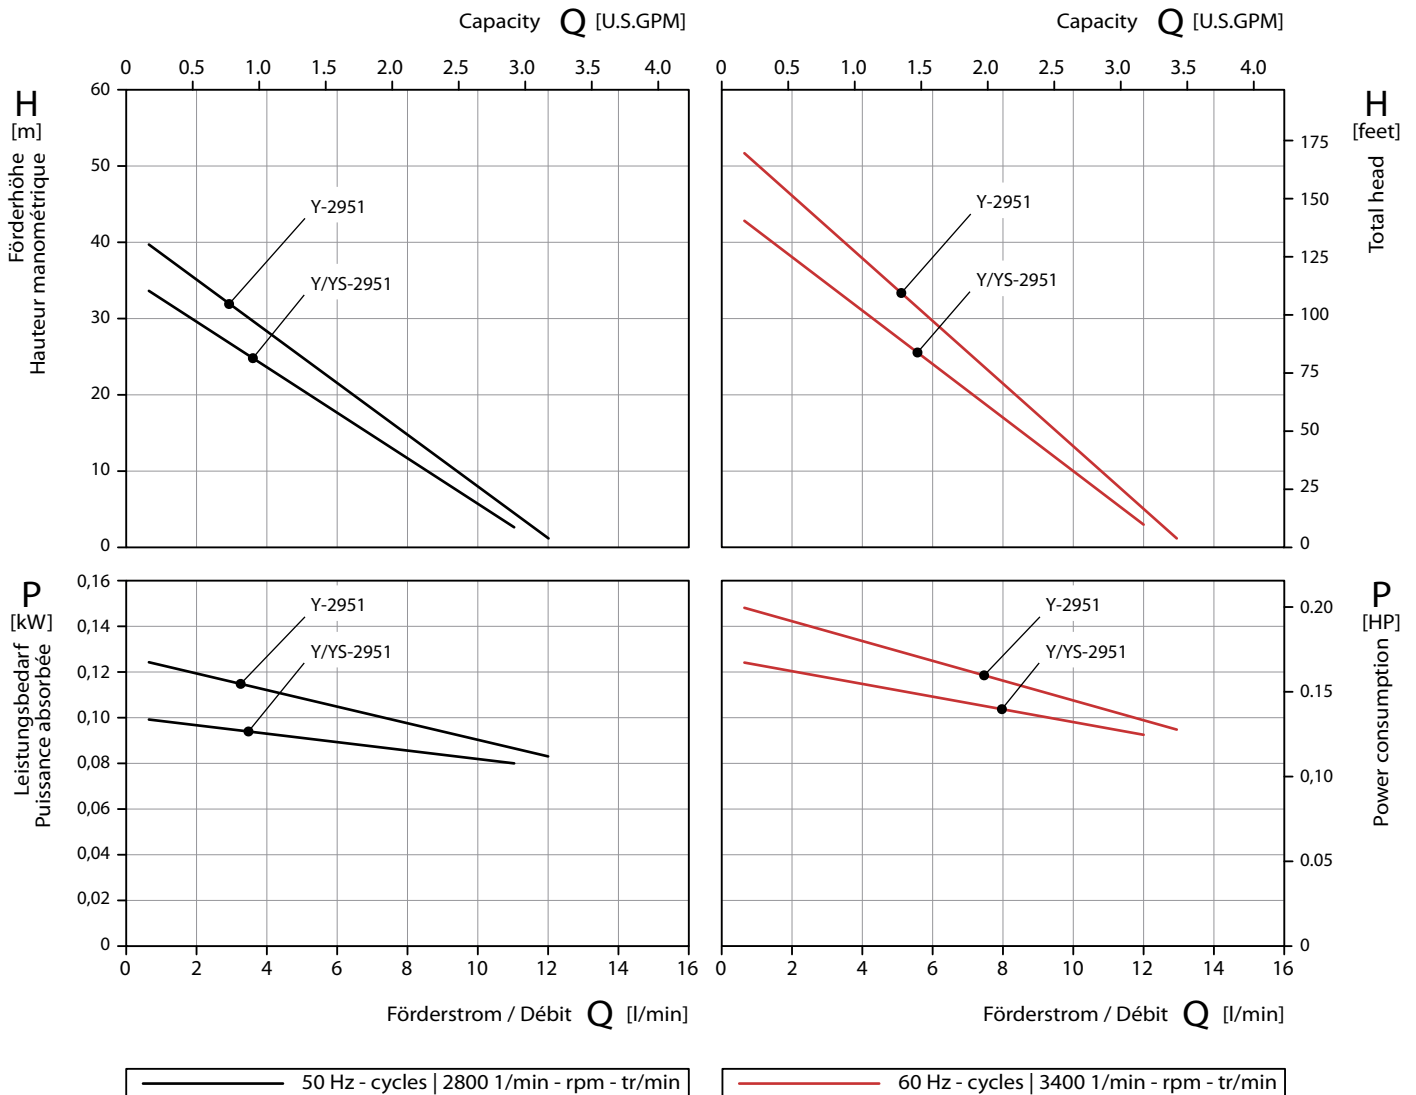 Capacity Q [U.S.GPM]
0 0.5 1.0 1.5 2.0 2.5 3.0 3.5 4.0
H
[m]
Förderhöhe
Hauteur manométrique
60
50
40
30
20
10
0
Y-2951
Y/YS-2951
Capacity Q [U.S.GPM]
0 0.5 1.0 1.5 2.0 2.5 3.0 3.5 4.0
H
[feet]
Total head
175
150
125
100
75
50
25
0
Y-2951
Y/YS-2951
P
[kW]
Leistungsbedarf
Puissance absorbée
0,16
0,14
0,12
0,10
0,08
0,06
0,04
0,02
0
Y-2951
Y/YS-2951
0 2 4 6 8 10 12 14 16
Förderstrom / Débit Q [l/min]
P
[HP]
Power consumption
0.20
0.15
0,10
0.05
0
Y-2951
Y/YS-2951
0 2 4 6 8 10 12 14 16
Förderstrom / Débit Q [l/min]
50 Hz - cycles | 2800 1/min - rpm - tr/min
60 Hz - cycles | 3400 1/min - rpm - tr/min